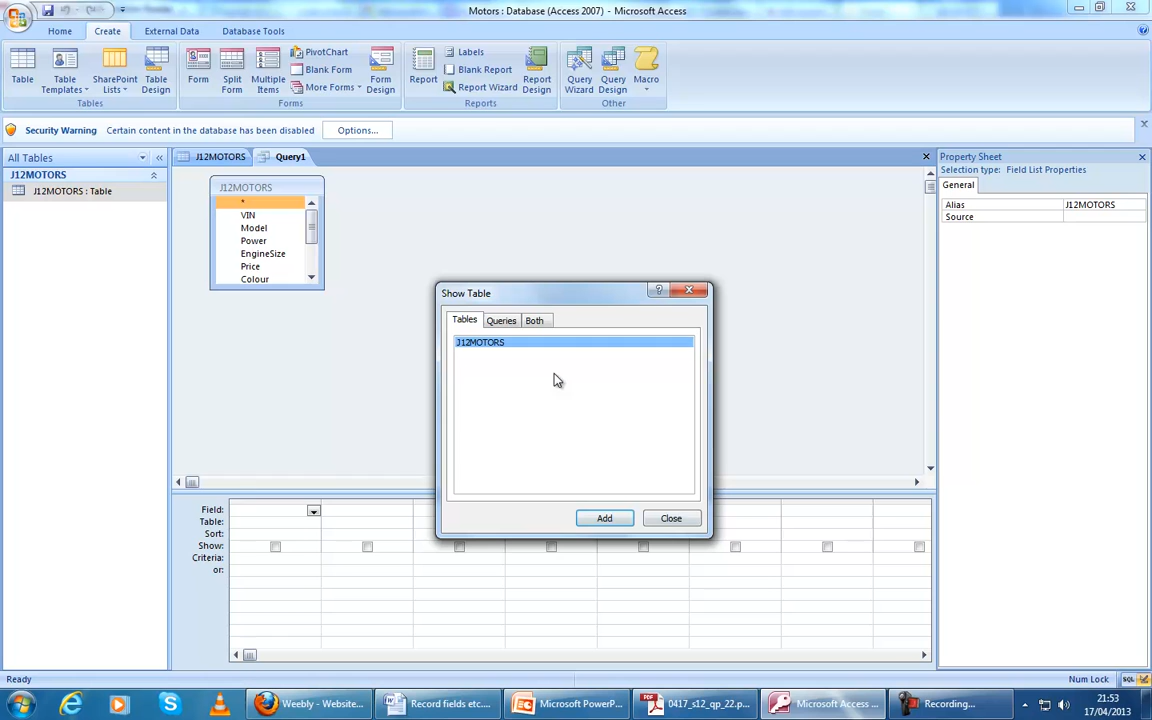 Motors : Database (Access 2007) - Microsoft Access
Home Create External Data Database Tools
Table
Table Templates
SharePoint Lists
Table Design
Tables
Form
Split Form
Multiple Items
PivotChart
Blank Form
More Forms
Form Design
Forms
Report
Labels
Blank Report
Report Wizard
Report Design
Reports
Query Wizard
Query Design
Macro
Other
Security Warning Certain content in the database has been disabled Options...
All Tables
J12MOTORS
J12MOTORS : Table
J12MOTORS Query1
J12MOTORS
*
VIN
Model
Power
EngineSize
Price
Colour
Show Table
Tables Queries Both
J12MOTORS
Add Close
Field:
Table:
Sort:
Show:
Criteria:
or:
Property Sheet
Selection type: Field List Properties
General
Alias J12MOTORS
Source
Ready
Num Lock
SQL
Weebly - Website...
Record fields etc....
Microsoft PowerP...
0417_s12_qp_22.p...
Microsoft Access ...
Recording...
21:53
17/04/2013